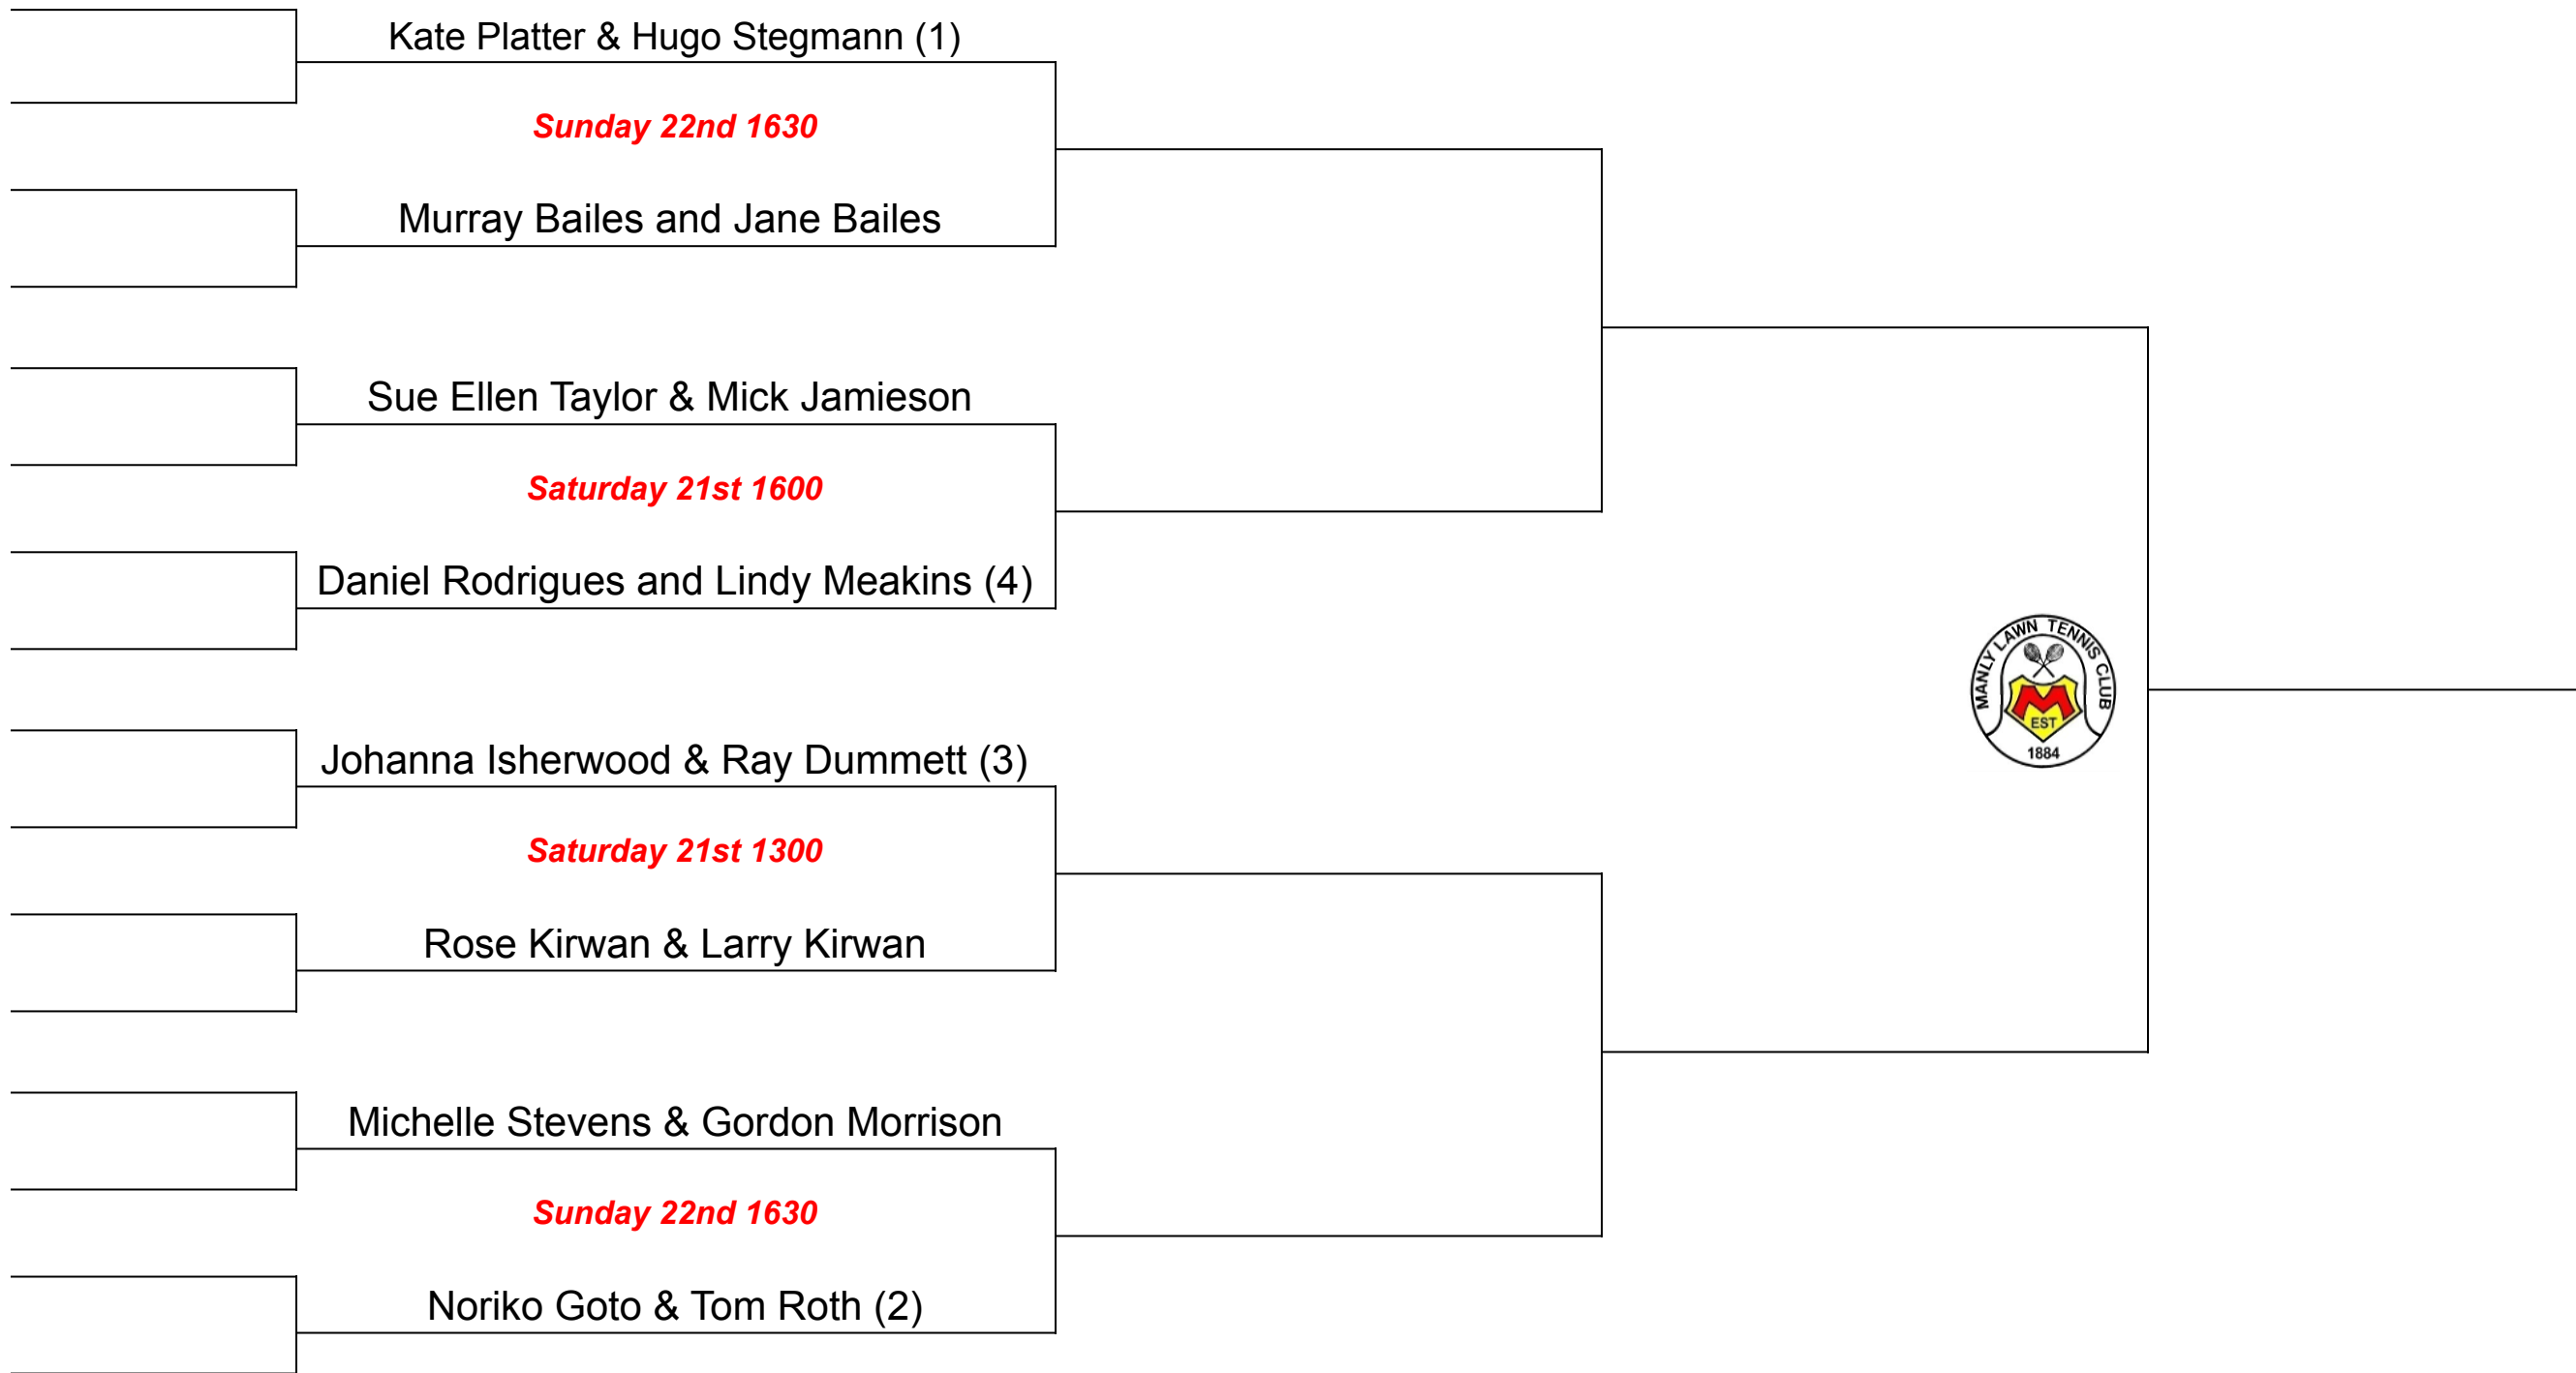 Kate Platter & Hugo Stegmann (1)
Sunday 22nd 1630
Murray Bailes and Jane Bailes
Sue Ellen Taylor & Mick Jamieson
Saturday 21st 1600
Daniel Rodrigues and Lindy Meakins (4)
MANLY LAWN TENNIS CLUB
M
EST
1884
Johanna Isherwood & Ray Dummett (3)
Saturday 21st 1300
Rose Kirwan & Larry Kirwan
Michelle Stevens & Gordon Morrison
Sunday 22nd 1630
Noriko Goto & Tom Roth (2)